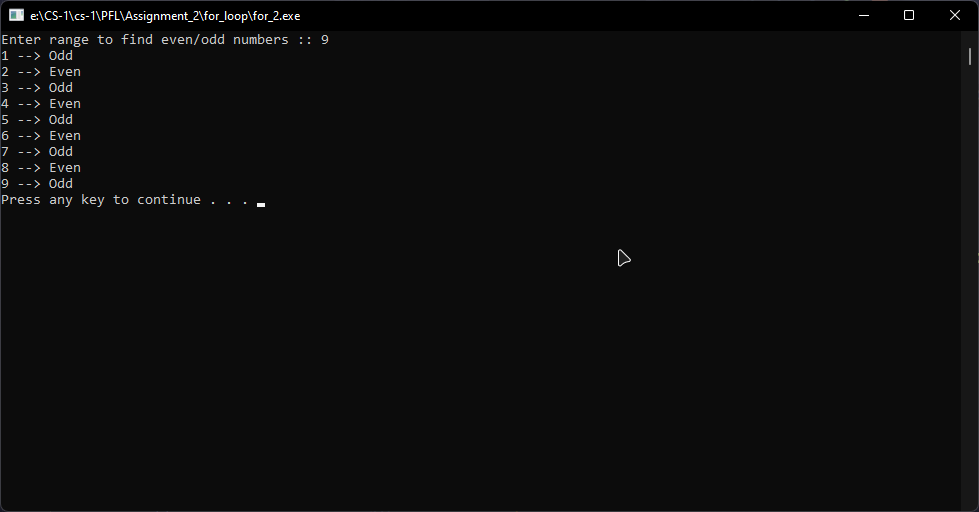 e:\CS-1\cs-1\PFL\Assignment_2\for_loop\for_2.exe
Enter range to find even/odd numbers :: 9
1 --> Odd
2 --> Even
3 --> Odd
4 --> Even
5 --> Odd
6 --> Even
7 --> Odd
8 --> Even
9 --> Odd
Press any key to continue . . .